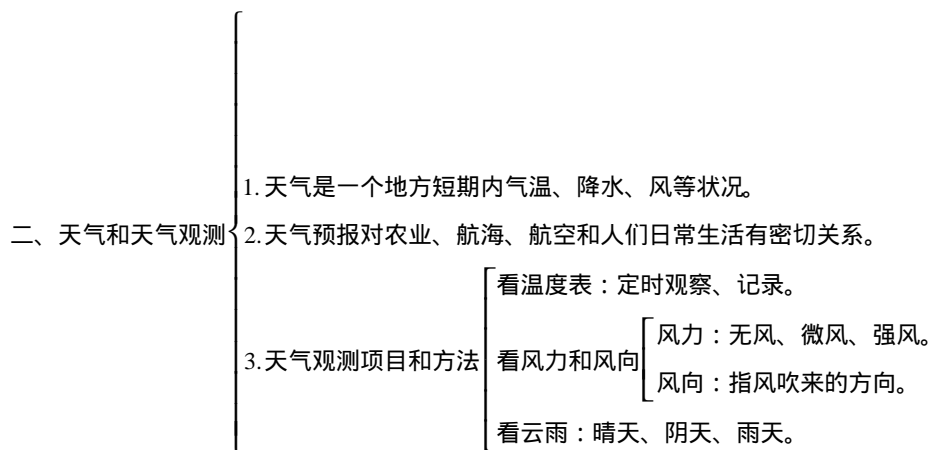 1.天气是一个地方短期内气温、降水、风等状况。
二、天气和天气观测
2.天气预报对农业、航海、航空和人们日常生活有密切关系。
3.天气观测项目和方法
看温度表：定时观察、记录。
看风力和风向
风力：无风、微风、强风。
风向：指风吹来的方向。
看云雨：晴天、阴天、雨天。